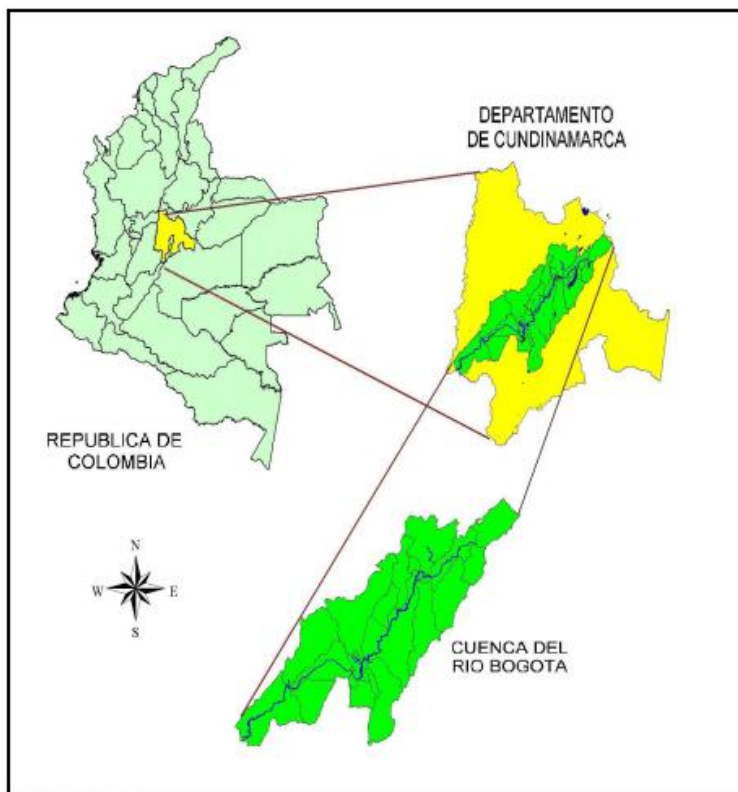 DEPARTAMENTO
DE CUNDINAMARCA
REPUBLICA DE
COLOMBIA
N
W E
S
CUENCA DEL
RIO BOGOTA